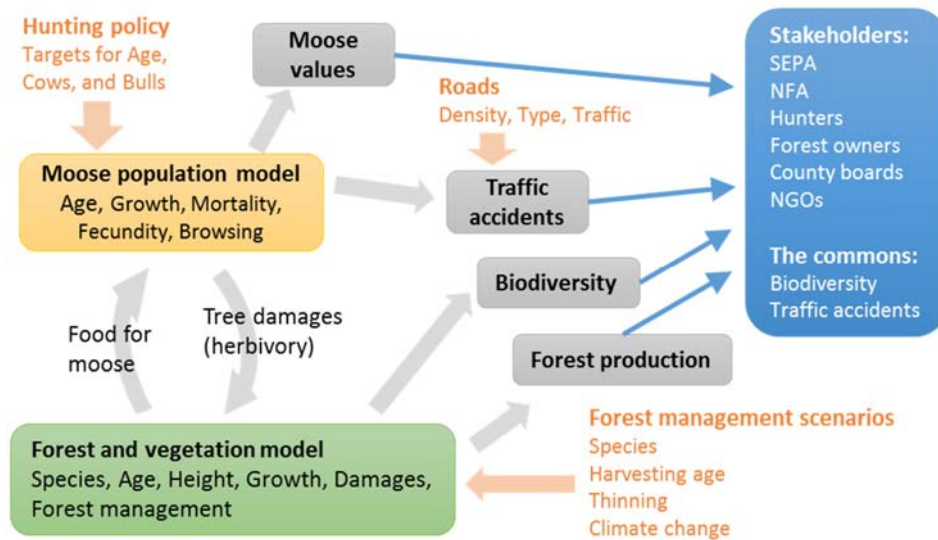 Hunting policy
Targets for Age,
Cows, and Bulls
Moose
values
Roads
Density, Type, Traffic
Stakeholders:
SEPA
NFA
Hunters
Forest owners
County boards
NGOs
The commons:
Biodiversity
Traffic accidents
Moose population model
Age, Growth, Mortality,
Fecundity, Browsing
Traffic
accidents
Biodiversity
Food for
moose
Tree damages
(herbivory)
Forest production
Forest and vegetation model
Species, Age, Height, Growth, Damages,
Forest management
Forest management scenarios
Species
Harvesting age
Thinning
Climate change